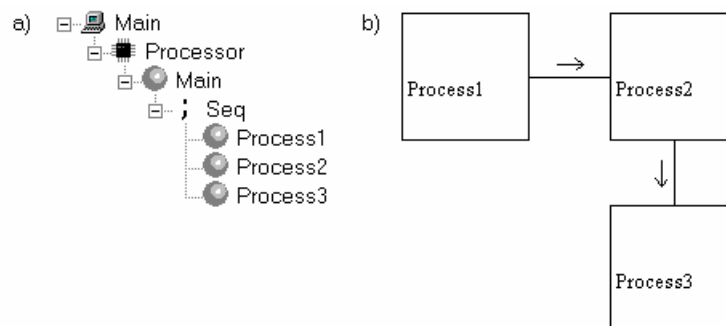 a)
Main
Processor
Main
; Seq
Process1
Process2
Process3
b)
Process1
Process2
Process3